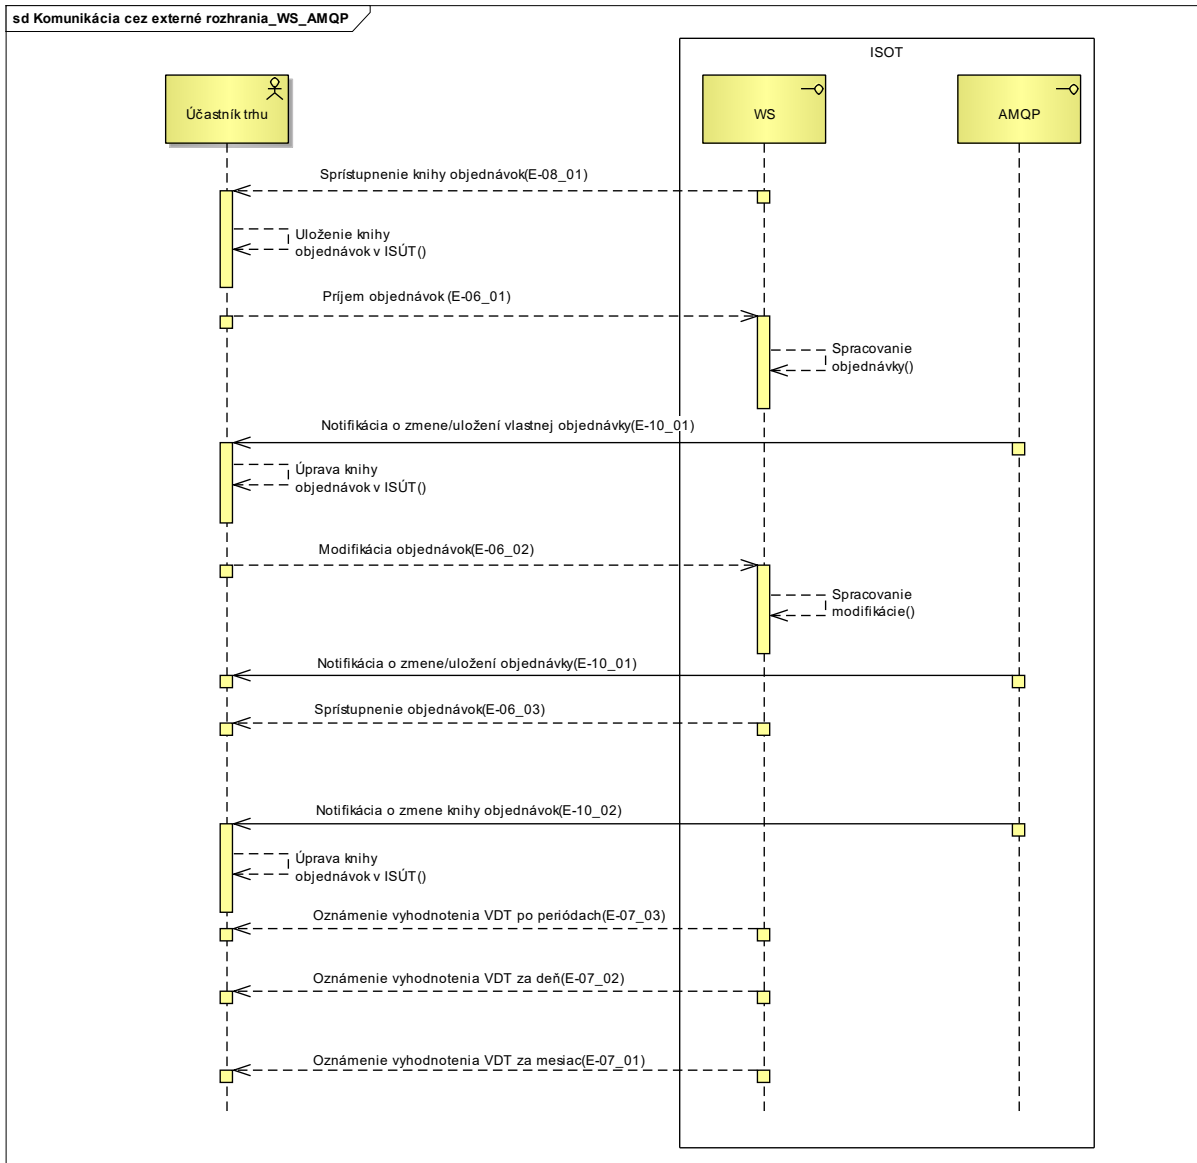 sd Komunikácia cez externé rozhrania_WS_AMQP
ISOT
Účastník trhu
WS
AMQP
Sprístupnenie knihy objednávok(E-08_01)
Uloženie knihy
objednávok v ISÚT()
Príjem objednávok (E-06_01)
Spracovanie
objednávky()
Notifikácia o zmene/uložení vlastnej objednávky(E-10_01)
Úprava knihy
objednávok v ISÚT()
Modifikácia objednávok(E-06_02)
Spracovanie
modifikácie()
Notifikácia o zmene/uložení objednávky(E-10_01)
Sprístupnenie objednávok(E-06_03)
Notifikácia o zmene knihy objednávok(E-10_02)
Úprava knihy
objednávok v ISÚT()
Oznámenie vyhodnotenia VDT po periódach(E-07_03)
Oznámenie vyhodnotenia VDT za deň(E-07_02)
Oznámenie vyhodnotenia VDT za mesiac(E-07_01)